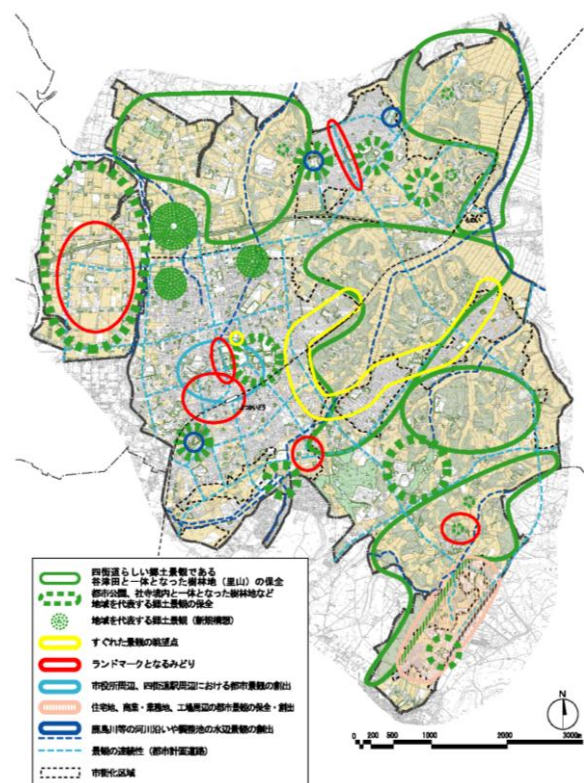 四街道らしい郷土景観である
谷津田と一体となった樹林地（里山）の保全
都市公園、社寺境内と一体となった樹林地など
地域を代表する郷土景観の保全
地域を代表する郷土景観（新規構想）
すぐれた景観の眺望点
ランドマークとなるみどり
市役所周辺、四街道駅周辺における都市景観の創出
住宅地、商業・業務地、工場周辺の都市景観の保全・創出
鹿島川等の河川沿いや調整池の水辺景観の創出
景観の連続性（都市計画道路）
市街化区域
N
0m
500
1000
2000
3000m